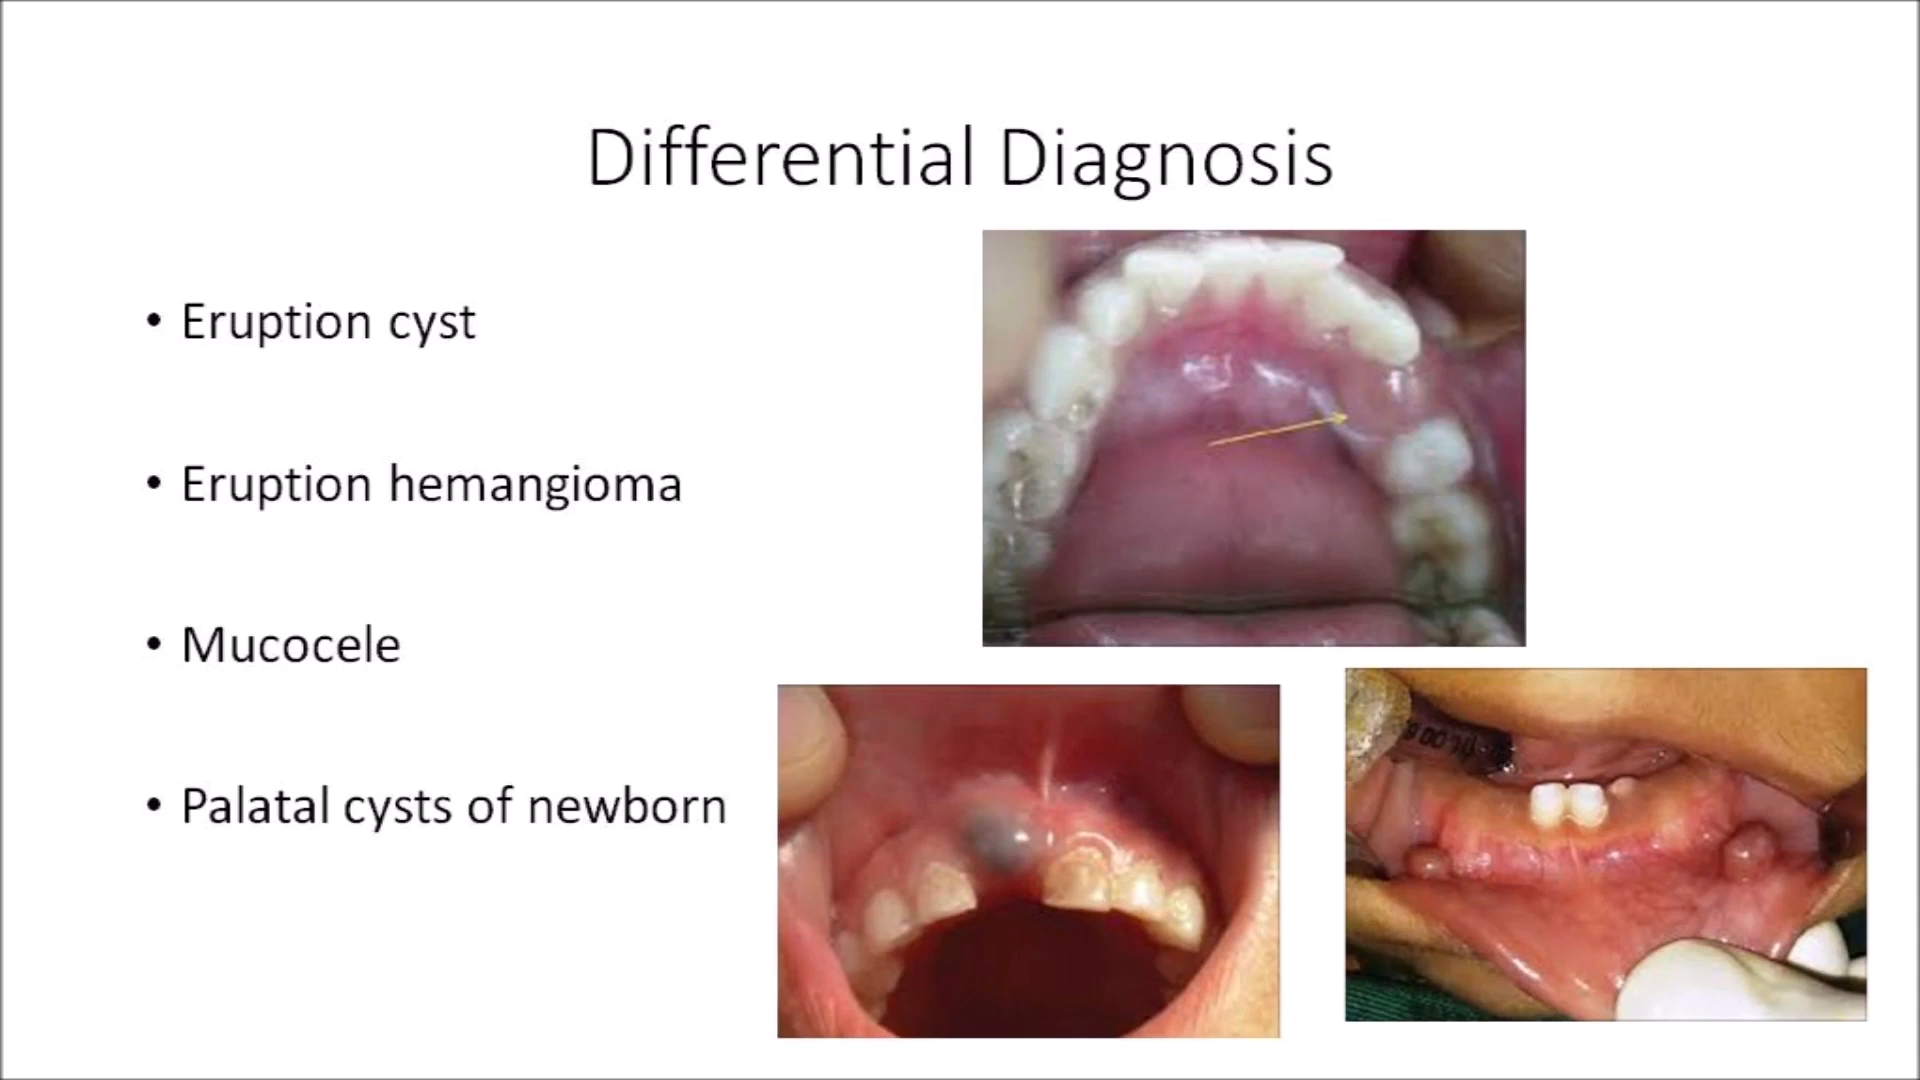 Differential Diagnosis
• Eruption cyst
• Eruption hemangioma
• Mucocele
• Palatal cysts of newborn